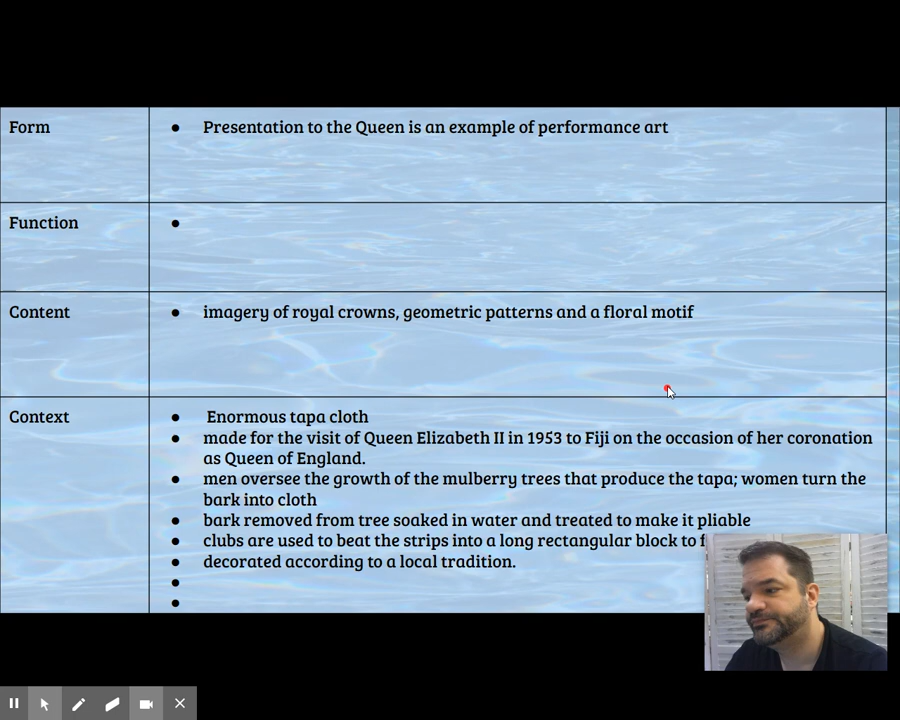 Form
● Presentation to the Queen is an example of performance art
Function
●
Content
● imagery of royal crowns, geometric patterns and a floral motif
Context
● Enormous tapa cloth
● made for the visit of Queen Elizabeth II in 1953 to Fiji on the occasion of her coronation
as Queen of England.
● men oversee the growth of the mulberry trees that produce the tapa; women turn the
bark into cloth
● bark removed from tree soaked in water and treated to make it pliable
● clubs are used to beat the strips into a long rectangular block to
● decorated according to a local tradition.
●
●